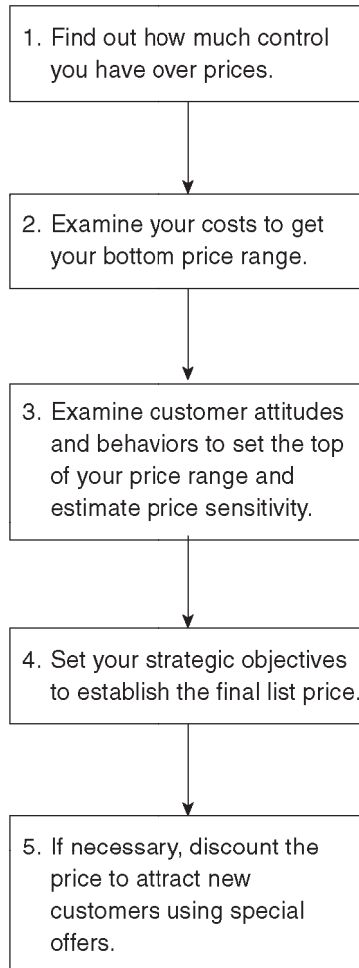 1. Find out how much control
you have over prices.
2. Examine your costs to get
your bottom price range.
3. Examine customer attitudes
and behaviors to set the top
of your price range and
estimate price sensitivity.
4. Set your strategic objectives
to establish the final list price.
5. If necessary, discount the
price to attract new
customers using special
offers.